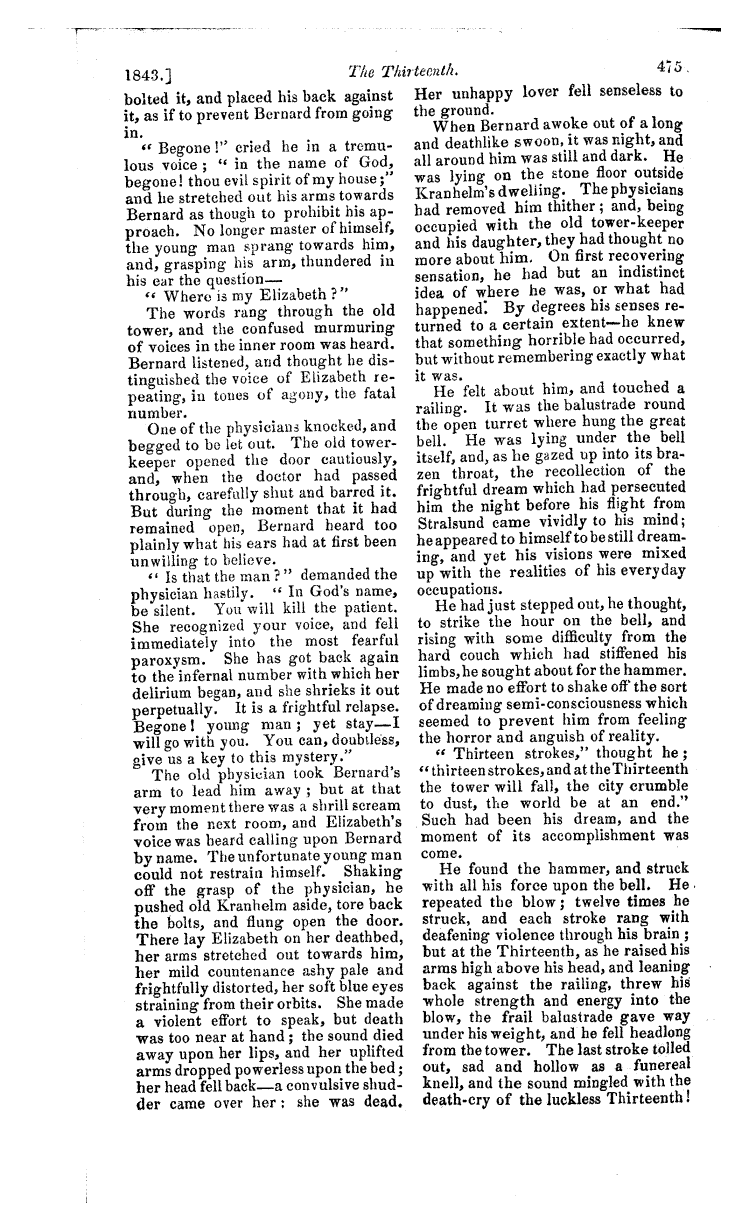 1843.]
The Thirteenth.
475.
bolted it, and placed his back against
it, as if to prevent Bernard from going
in.
“ Begone !” cried he in a tremu-
lous voice ; “ in the name of God,
begone! thou evil spirit of my house ;”
and he stretched out his arms towards
Bernard as though to prohibit his ap-
proach. No longer master of himself,
the young man sprang towards him,
and, grasping his arm, thundered in
his ear the question—
“ Where is my Elizabeth ?”
The words rang through the old
tower, and the confused murmuring
of voices in the inner room was heard.
Bernard listened, and thought he dis-
tinguished the voice of Elizabeth re-
peating, in tones of agony, the fatal
number.
One of the physicians knocked, and
begged to be let out. The old tower-
keeper opened the door cautiously,
and, when the doctor had passed
through, carefully shut and barred it.
But during the moment that it had
remained open, Bernard heard too
plainly what his ears had at first been
unwilling to believe.
“ Is that the man ?” demanded the
physician hastily. “ In God's name,
be silent. You will kill the patient.
She recognized your voice, and fell
immediately into the most fearful
paroxysm. She has got back again
to the infernal number with which her
delirium began, and she shrieks it out
perpetually. It is a frightful relapse.
Begone ! young man ; yet stay—I
will go with you. You can, doubtless,
give us a key to this mystery.”
The old physician took Bernard's
arm to lead him away ; but at that
very moment there was a shrill scream
from the next room, and Elizabeth's
voice was heard calling upon Bernard
by name. The unfortunate young man
could not restrain himself. Shaking
off the grasp of the physician, he
pushed old Kranhelm aside, tore back
the bolts, and flung open the door.
There lay Elizabeth on her deathbed,
her arms stretched out towards him,
her mild countenance ashy pale and
frightfully distorted, her soft blue eyes
straining from their orbits. She made
a violent effort to speak, but death
was too near at hand ; the sound died
away upon her lips, and her uplifted
arms dropped powerless upon the bed ;
her head fell back—a convulsive shud-
der came over her : she was dead.
Her unhappy lover fell senseless to
the ground.
When Bernard awoke out of a long
and deathlike swoon, it was night, and
all around him was still and dark. He
was lying on the stone floor outside
Kranhelm's dwelling. The physicians
had removed him thither ; and, being
occupied with the old tower-keeper
and his daughter, they had thought no
more about him. On first recovering
sensation, he had but an indistinct
idea of where he was, or what had
happened. By degrees his senses re-
turned to a certain extent—he knew
that something horrible had occurred,
but without remembering exactly what
it was.
He felt about him, and touched a
railing. It was the balustrade round
the open turret where hung the great
bell. He was lying under the bell
itself, and, as he gazed up into its bra-
zen throat, the recollection of the
frightful dream which had persecuted
him the night before his flight from
Stralsund came vividly to his mind ;
he appeared to himself to be still dream-
ing, and yet his visions were mixed
up with the realities of his everyday
occupations.
He had just stepped out, he thought,
to strike the hour on the bell, and
rising with some difficulty from the
hard couch which had stiffened his
limbs, he sought about for the hammer.
He made no effort to shake off the sort
of dreaming semi-consciousness which
seemed to prevent him from feeling
the horror and anguish of reality.
“ Thirteen strokes,” thought he ;
“thirteen strokes, and at the Thirteenth
the tower will fall, the city crumble
to dust, the world be at an end.”
Such had been his dream, and the
moment of its accomplishment was
come.
He found the hammer, and struck
with all his force upon the bell. He
repeated the blow ; twelve times he
struck, and each stroke rang with
deafening violence through his brain ;
but at the Thirteenth, as he raised his
arms high above his head, and leaning
back against the railing, threw his
whole strength and energy into the
blow, the frail balustrade gave way
under his weight, and he fell headlong
from the tower. The last stroke tolled
out, sad and hollow as a funereal
knell, and the sound mingled with the
death-cry of the luckless Thirteenth !